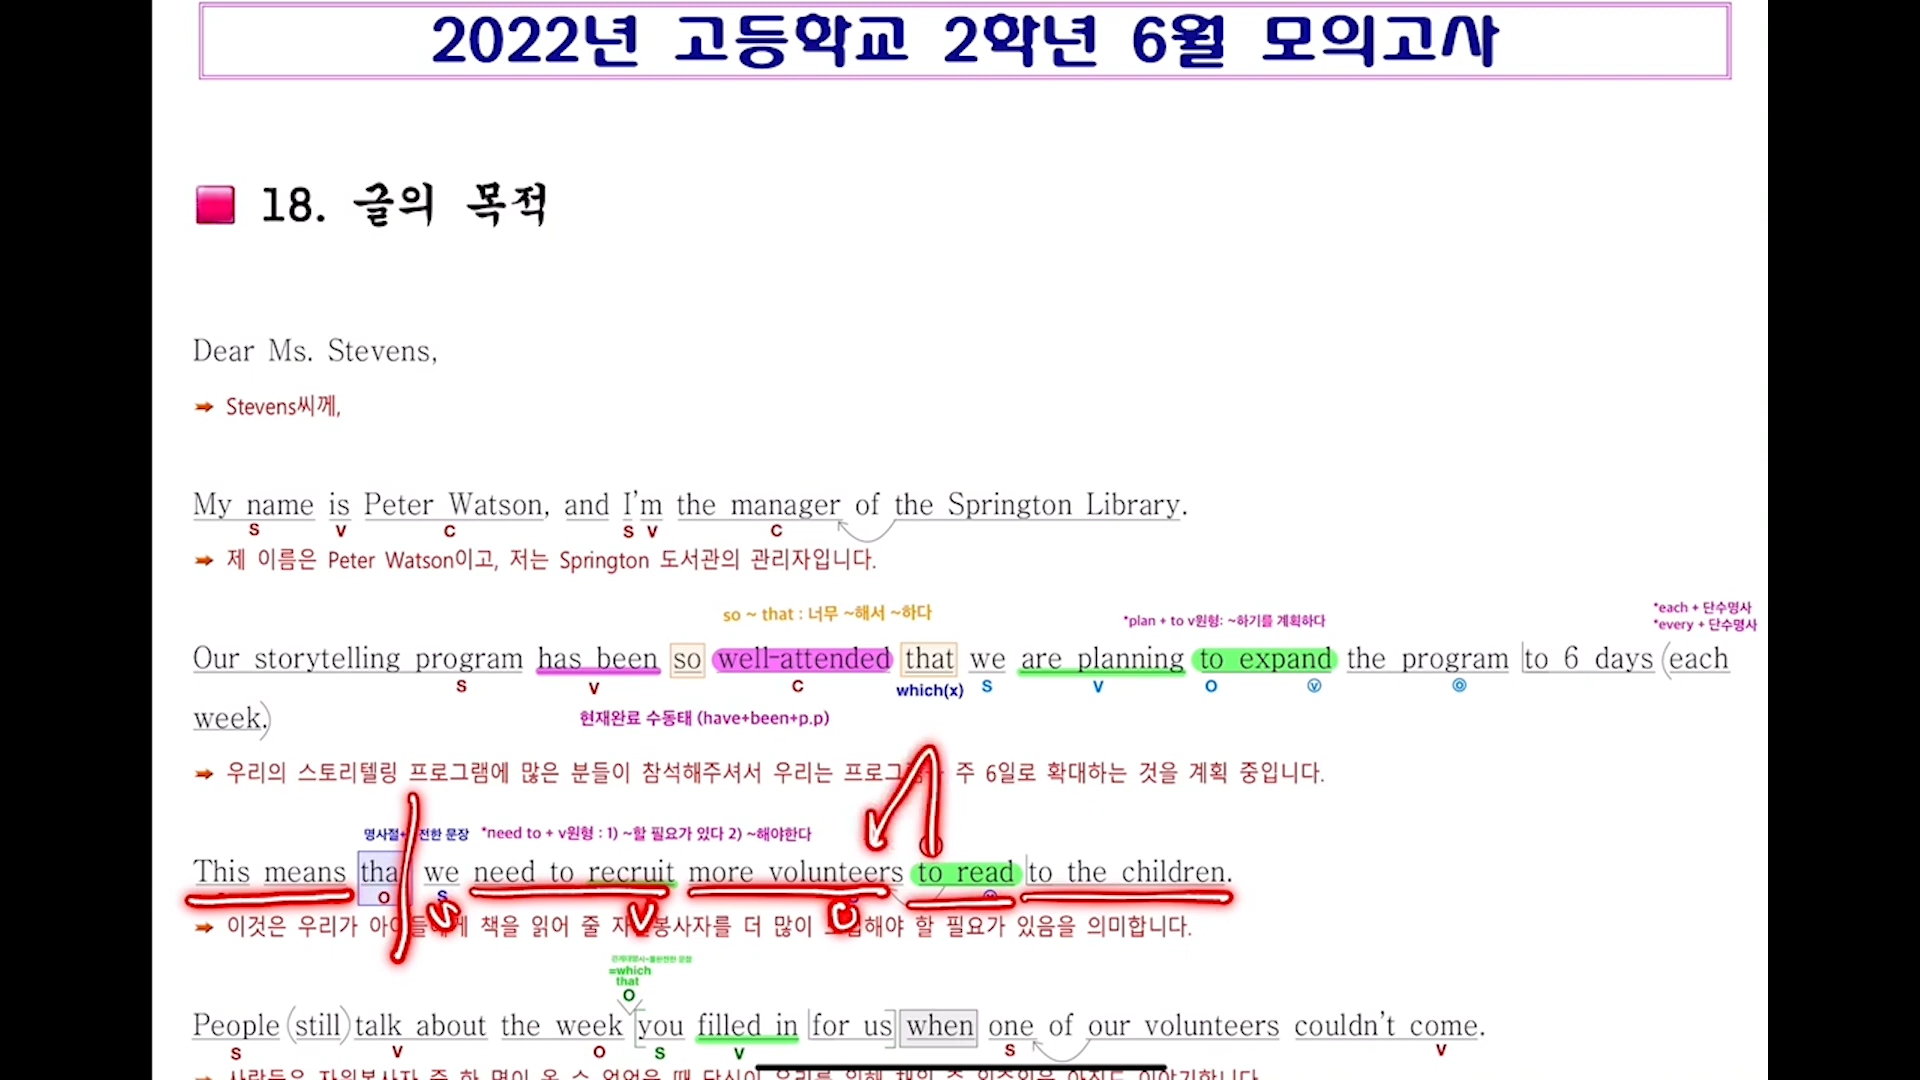 2022년 고등학교 2학년 6월 모의고사
18. 글의 목적
Dear Ms. Stevens,
➡ Stevens씨께,
My name is Peter Watson, and I'm the manager of the Springton Library.
S V C S V C
➡ 제 이름은 Peter Watson이고, 저는 Springton 도서관의 관리자입니다.
so ~ that : 너무 ~해서 ~하다
*plan + to v원형: ~하기를 계획하다
*each + 단수명사
*every + 단수명사
Our storytelling program has been so well-attended that we are planning to expand the program to 6 days (each
S V C which(x) S V O ⓥ ⓞ
week.)
현재완료 수동태 (have+been+p.p)
➡ 우리의 스토리텔링 프로그램에 많은 분들이 참석해주셔서 우리는 주 6일로 확대하는 것을 계획 중입니다.
명사절+ 전한 문장 *need to + v원형 : 1) ~할 필요가 있다 2) ~해야한다
This means that we need to recruit more volunteers to read to the children.
O S
S V O
➡ 이것은 우리가 책을 읽어 줄 더 많이 할 필요가 있음을 의미합니다.
관계대명사+불완전한 문장
=which
that
O
People (still) talk about the week [you filled in for us] when one of our volunteers couldn't come.
S V O S V S V